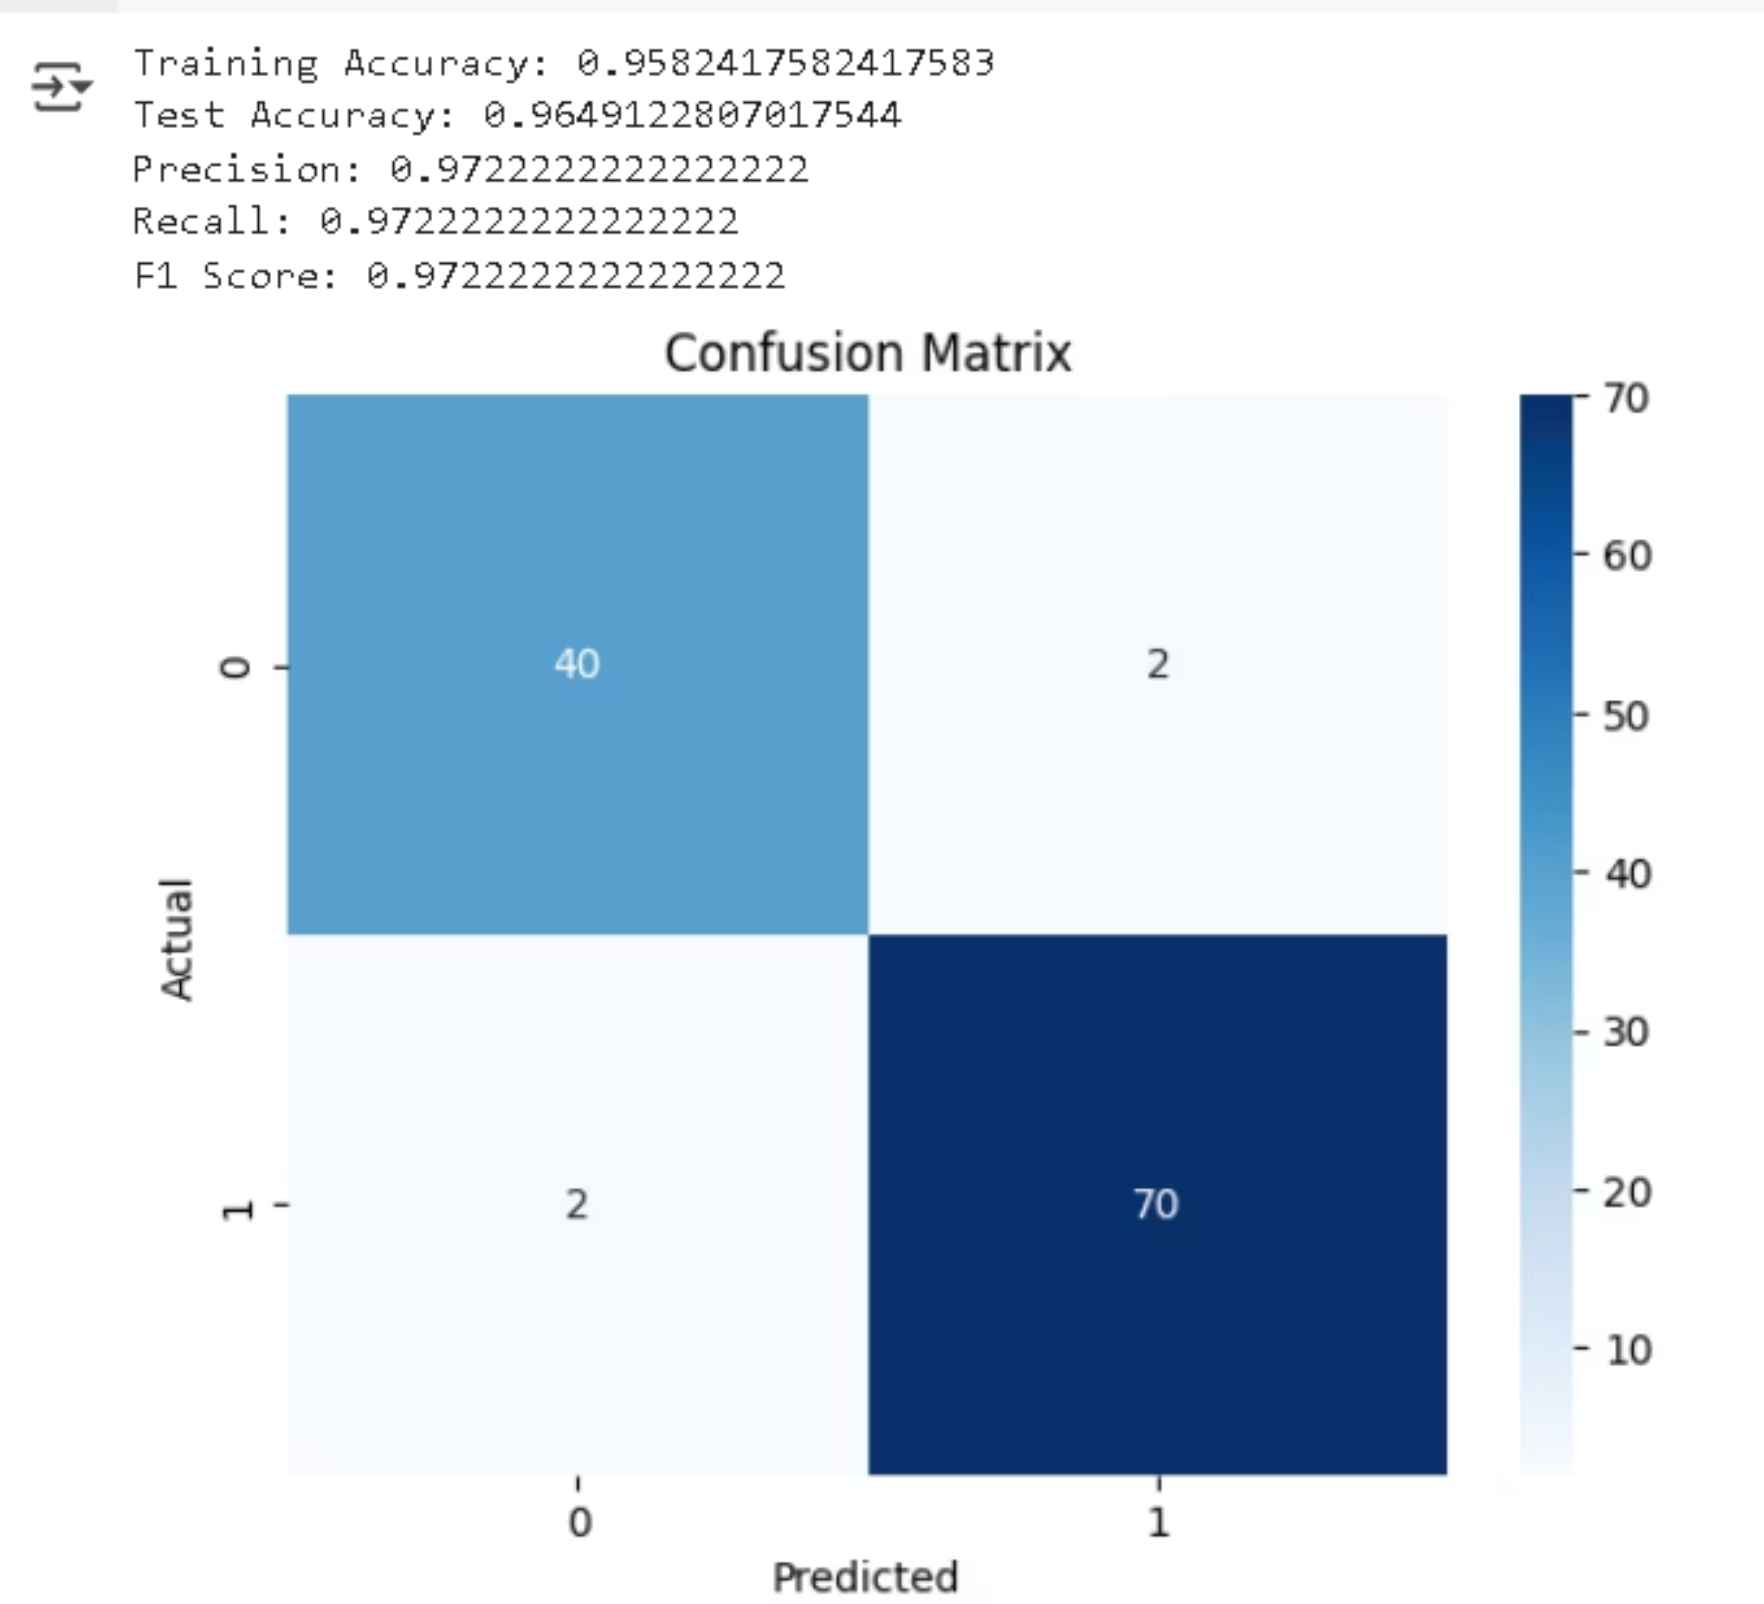 Training Accuracy: 0.9582417582417583
Test Accuracy: 0.9649122807017544
Precision: 0.9722222222222222
Recall: 0.9722222222222222
F1 Score: 0.9722222222222222
Confusion Matrix
70
60
50
40
30
20
10
Actual
0
40
2
1
2
70
0
1
Predicted